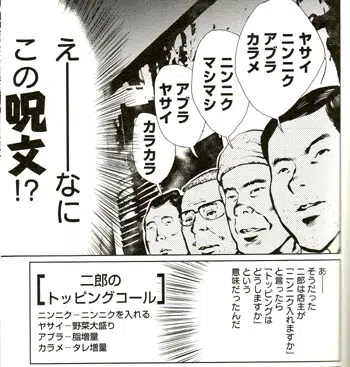 ヤサイ
ニンニク
アブラ
カラメ
ニンニク
マシマシ
アブラ
ヤサイ
カラカラ
え――なに
この呪文!?
あ――
そうだった
二郎は店主が
「ニンニク入れますか」
と言ったら
「トッピングは
どうしますか」
という
意味だったんだ
二郎の
トッピングコール
ニンニク－ニンニクを入れる
ヤサイ－野菜大盛り
アブラ－脂増量
カラメ－タレ増量